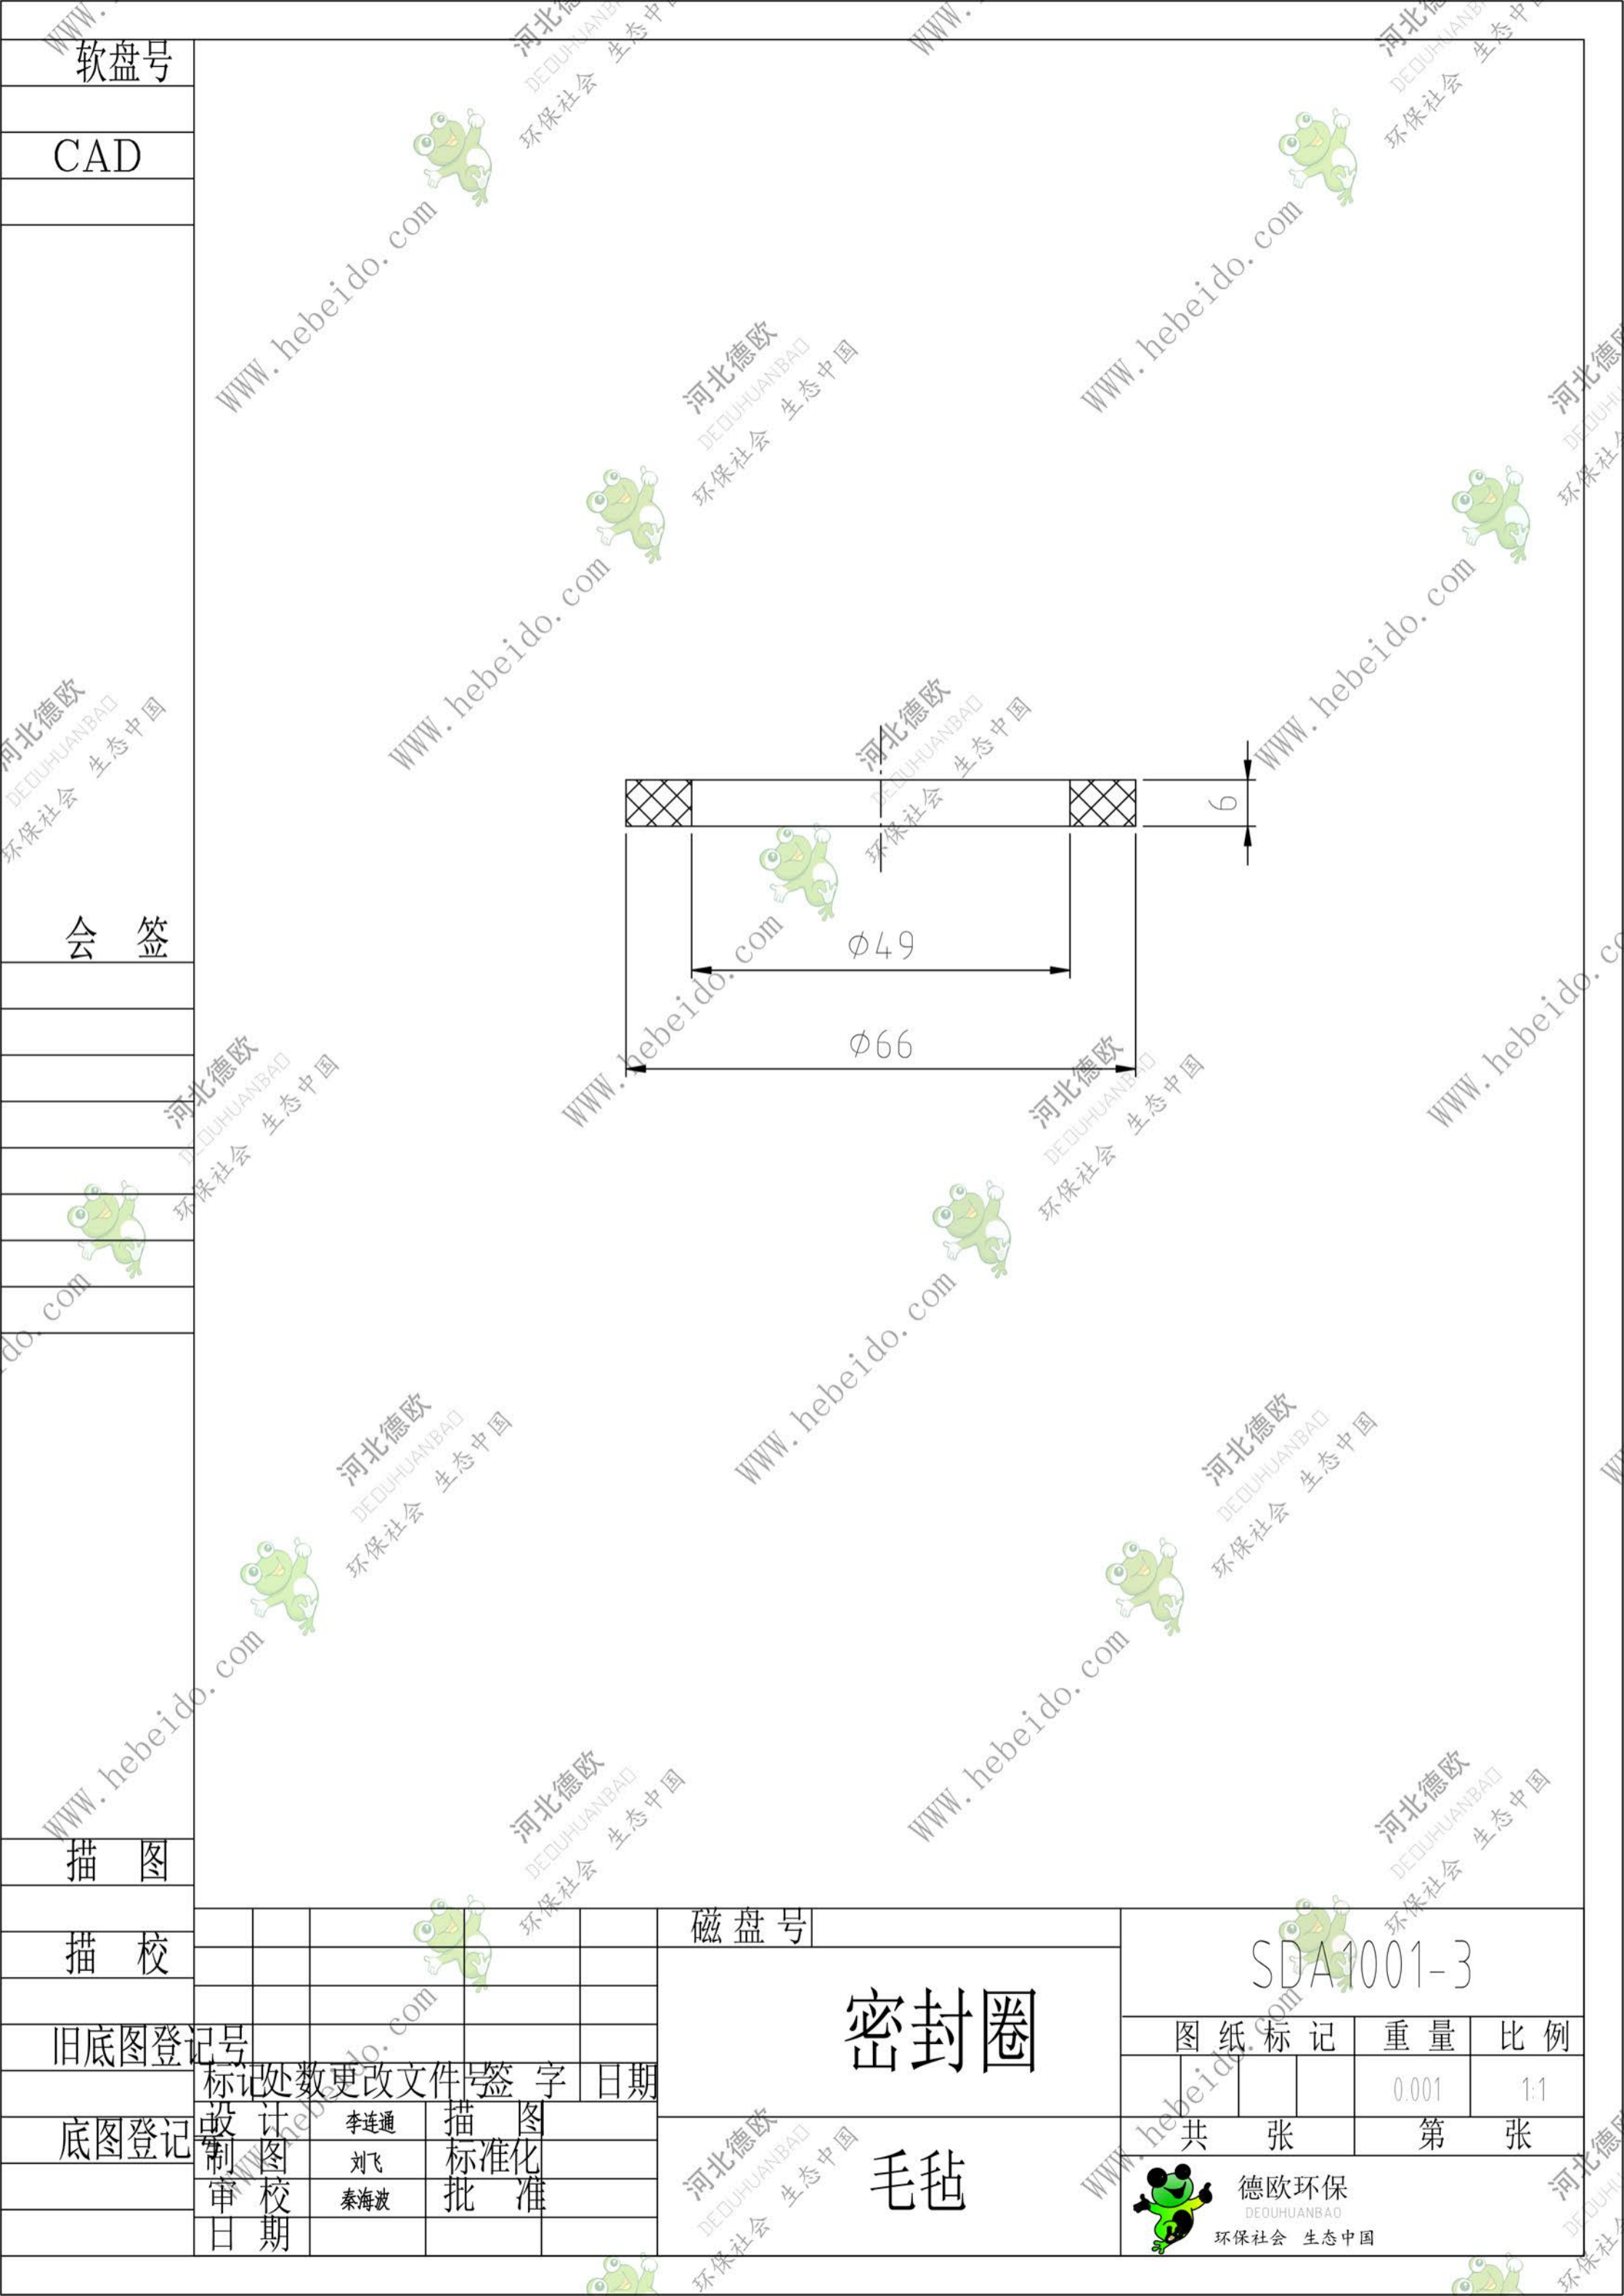 软盘号
CAD
会 签
描 图
描 校
旧底图登记号
底图登记号
6
Ø49
Ø66
标记 处数 更改文件号 签 字 日期
设 计 李连通 描 图
制 图 刘飞 标准化
审 校 秦海波 批 准
日 期
磁盘号
密封圈
毛毡
SDA1001-3
图纸标记 重量 比例
0.001 1:1
共 张 第 张
德欧环保
DEOUHUANBAO
环保社会 生态中国
河北德欧
DEOUHUANBAO
环保社会 生态中国
WWW.hebeido.com